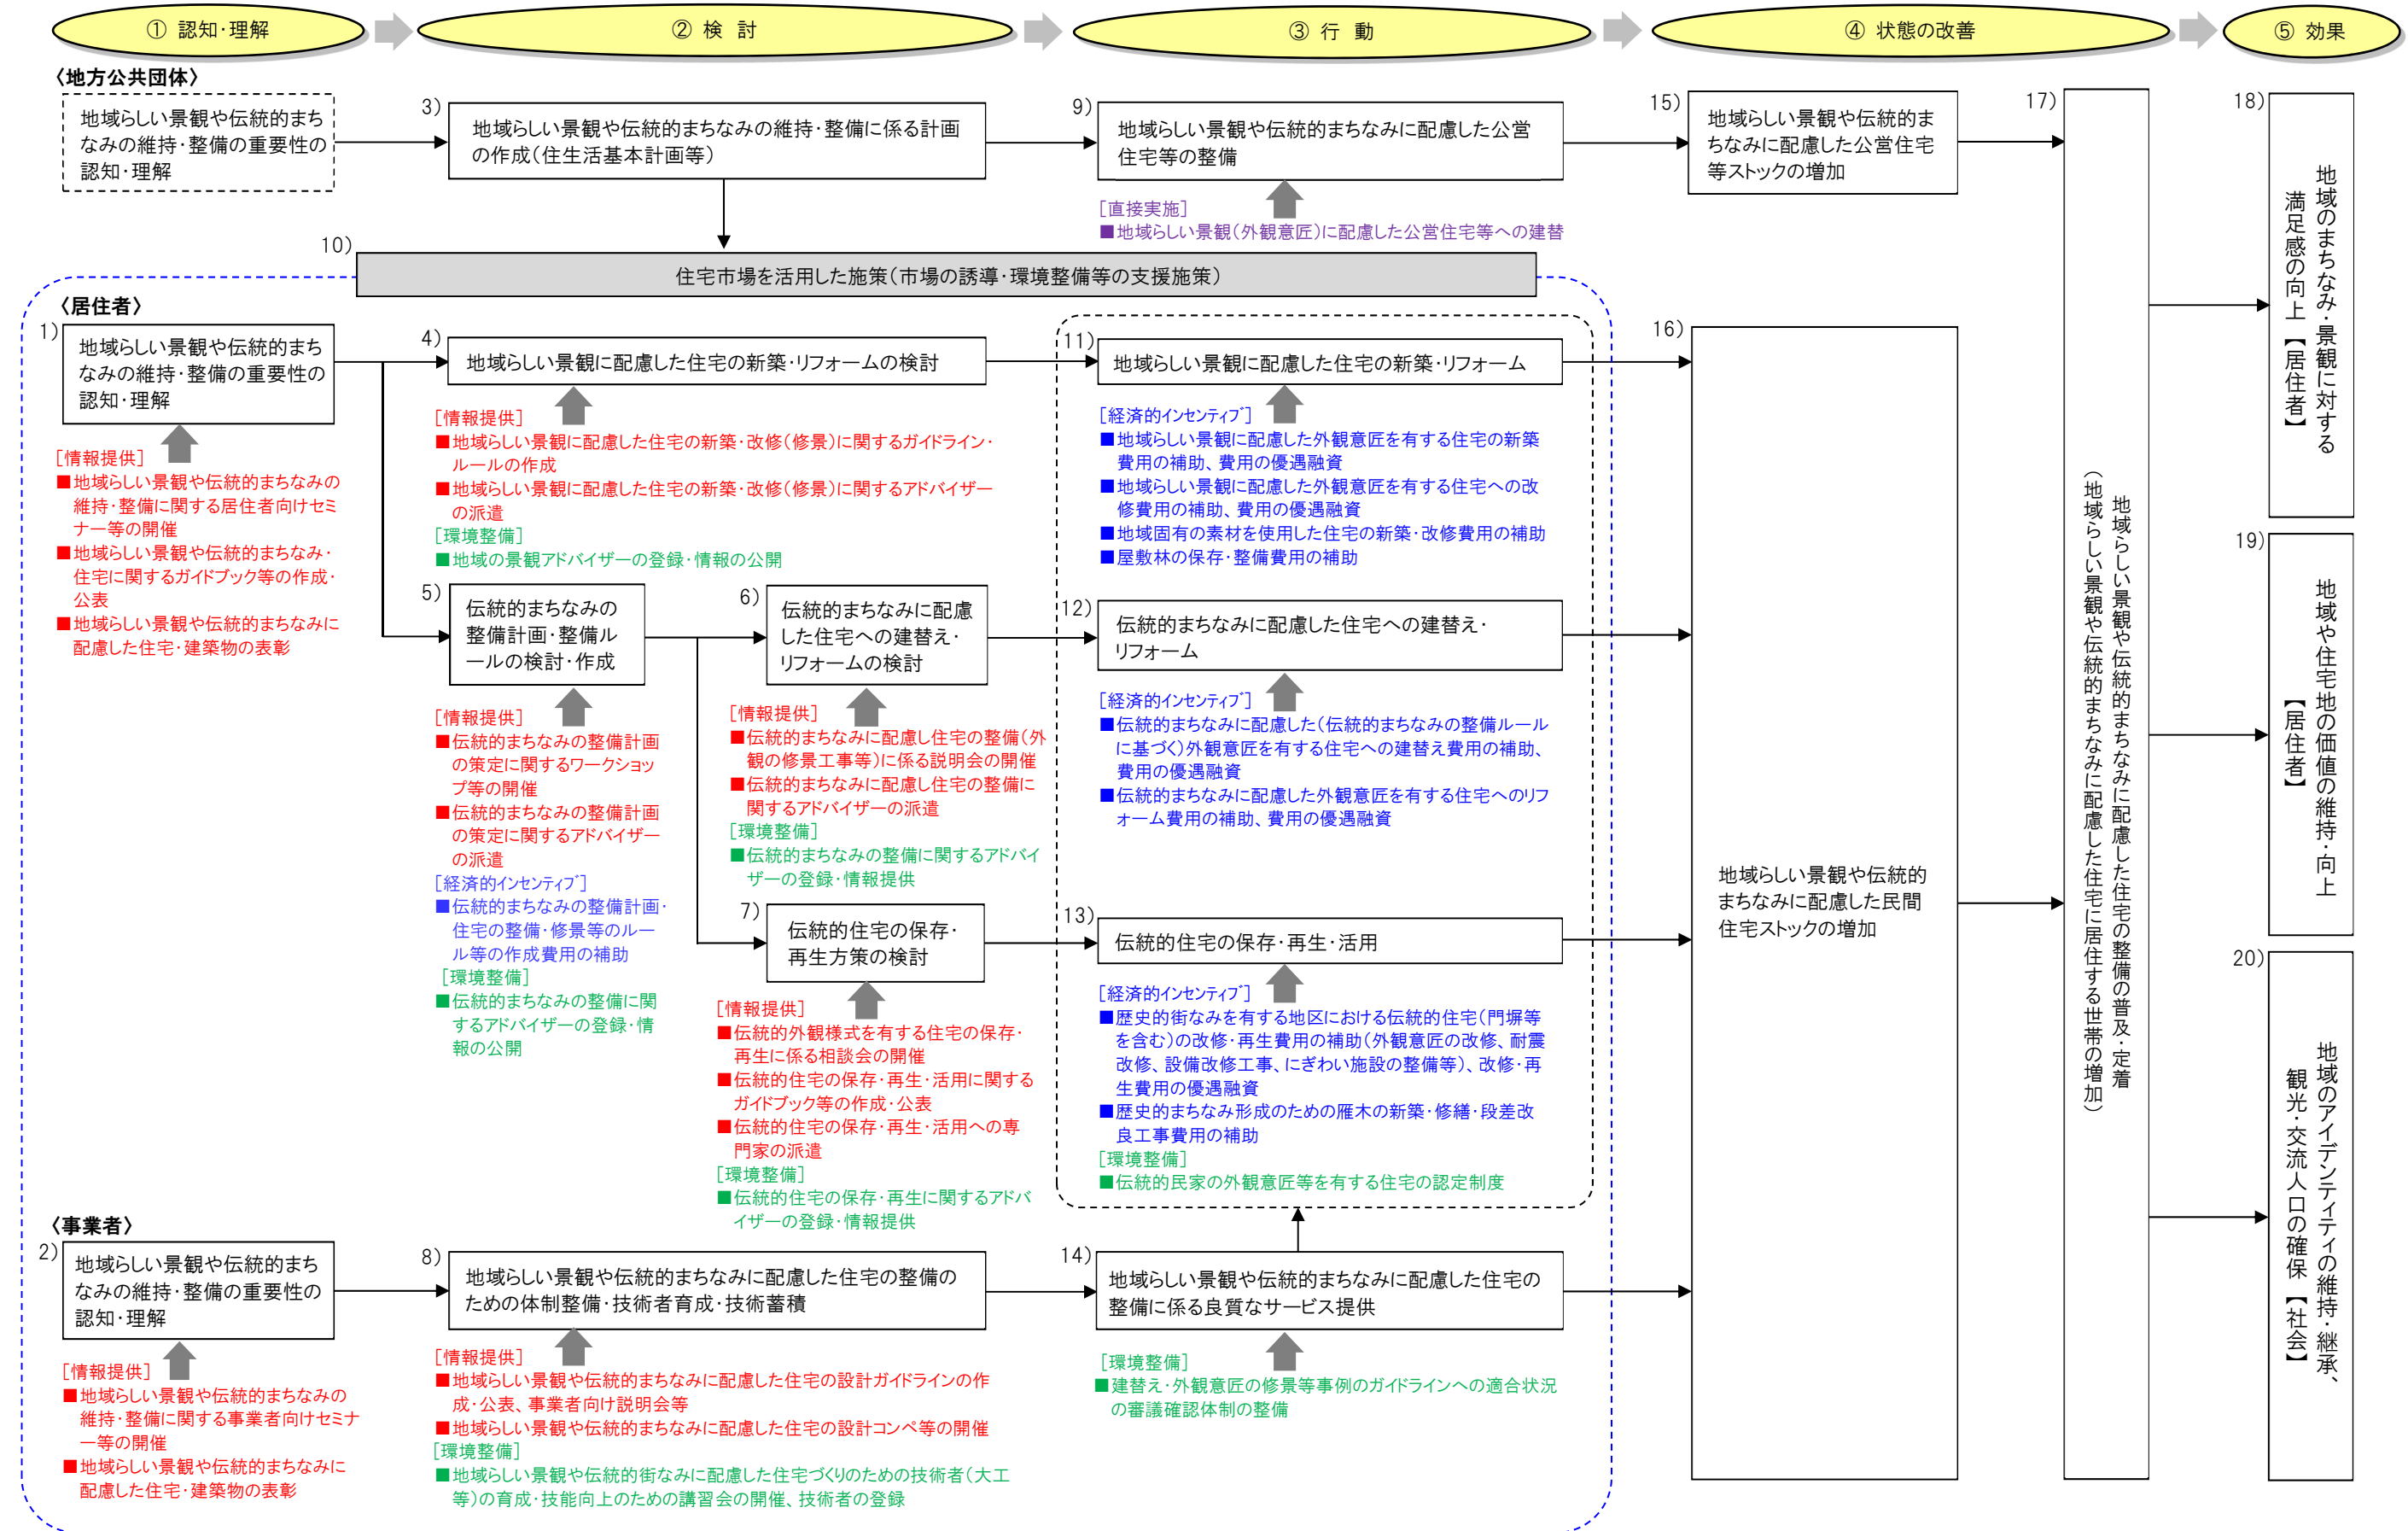 ① 認知・理解
② 検　討
③ 行　動
④ 状態の改善
⑤ 効果
〈地方公共団体〉
地域らしい景観や伝統的まち
なみの維持・整備の重要性の
認知・理解
3)
地域らしい景観や伝統的まちなみの維持・整備に係る計画
の作成（住生活基本計画等）
9)
地域らしい景観や伝統的まちなみに配慮した公営
住宅等の整備
[直接実施]
■地域らしい景観（外観意匠）に配慮した公営住宅等への建替
15)
地域らしい景観や伝統的ま
ちなみに配慮した公営住宅
等ストックの増加
10)
住宅市場を活用した施策（市場の誘導・環境整備等の支援施策）
〈居住者〉
1)
地域らしい景観や伝統的まち
なみの維持・整備の重要性の
認知・理解
[情報提供]
■地域らしい景観や伝統的まちなみの
維持・整備に関する居住者向けセミ
ナー等の開催
■地域らしい景観や伝統的まちなみ・
住宅に関するガイドブック等の作成・
公表
■地域らしい景観や伝統的まちなみに
配慮した住宅・建築物の表彰
4)
地域らしい景観に配慮した住宅の新築・リフォームの検討
[情報提供]
■地域らしい景観に配慮した住宅の新築・改修（修景）に関するガイドライン・
ルールの作成
■地域らしい景観に配慮した住宅の新築・改修（修景）に関するアドバイザー
の派遣
[環境整備]
■地域の景観アドバイザーの登録・情報の公開
5)
伝統的まちなみの
整備計画・整備ル
ールの検討・作成
[情報提供]
■伝統的まちなみの整備計画
の策定に関するワークショッ
プ等の開催
■伝統的まちなみの整備計画
の策定に関するアドバイザー
の派遣
[経済的インセンティブ]
■伝統的まちなみの整備計画・
住宅の整備・修景等のルー
ル等の作成費用の補助
[環境整備]
■伝統的まちなみの整備に関
するアドバイザーの登録・情
報の公開
6)
伝統的まちなみに配慮
した住宅への建替え・
リフォームの検討
[情報提供]
■伝統的まちなみに配慮し住宅の整備（外
観の修景工事等）に係る説明会の開催
■伝統的まちなみに配慮し住宅の整備に
関するアドバイザーの派遣
[環境整備]
■伝統的まちなみの整備に関するアドバイ
ザーの登録・情報提供
7)
伝統的住宅の保存・
再生方策の検討
[情報提供]
■伝統的外観様式を有する住宅の保存・
再生に係る相談会の開催
■伝統的住宅の保存・再生・活用に関する
ガイドブック等の作成・公表
■伝統的住宅の保存・再生・活用への専
門家の派遣
[環境整備]
■伝統的住宅の保存・再生に関するアドバ
イザーの登録・情報提供
11)
地域らしい景観に配慮した住宅の新築・リフォーム
[経済的インセンティブ]
■地域らしい景観に配慮した外観意匠を有する住宅の新築
費用の補助、費用の優遇融資
■地域らしい景観に配慮した外観意匠を有する住宅への改
修費用の補助、費用の優遇融資
■地域固有の素材を使用した住宅の新築・改修費用の補助
■屋敷林の保存・整備費用の補助
12)
伝統的まちなみに配慮した住宅への建替え・
リフォーム
[経済的インセンティブ]
■伝統的まちなみに配慮した（伝統的まちなみの整備ルール
に基づく）外観意匠を有する住宅への建替え費用の補助、
費用の優遇融資
■伝統的まちなみに配慮した外観意匠を有する住宅へのリフ
ォーム費用の補助、費用の優遇融資
13)
伝統的住宅の保存・再生・活用
[経済的インセンティブ]
■歴史的街なみを有する地区における伝統的住宅（門塀等
を含む）の改修・再生費用の補助（外観意匠の改修、耐震
改修、設備改修工事、にぎわい施設の整備等）、改修・再
生費用の優遇融資
■歴史的まちなみ形成のための雁木の新築・修繕・段差改
良工事費用の補助
[環境整備]
■伝統的民家の外観意匠等を有する住宅の認定制度
16)
地域らしい景観や伝統的
まちなみに配慮した民間
住宅ストックの増加
〈事業者〉
2)
地域らしい景観や伝統的まち
なみの維持・整備の重要性の
認知・理解
[情報提供]
■地域らしい景観や伝統的まちなみの
維持・整備に関する事業者向けセミナ
ー等の開催
■地域らしい景観や伝統的まちなみに
配慮した住宅・建築物の表彰
8)
地域らしい景観や伝統的まちなみに配慮した住宅の整備の
ための体制整備・技術者育成・技術蓄積
[情報提供]
■地域らしい景観や伝統的まちなみに配慮した住宅の設計ガイドラインの作
成・公表、事業者向け説明会等
■地域らしい景観や伝統的まちなみに配慮した住宅の設計コンペ等の開催
[環境整備]
■地域らしい景観や伝統的街なみに配慮した住宅づくりのための技術者（大工
等）の育成・技能向上のための講習会の開催、技術者の登録
14)
地域らしい景観や伝統的まちなみに配慮した住宅の
整備に係る良質なサービス提供
[環境整備]
■建替え・外観意匠の修景等事例のガイドラインへの適合状況
の審議確認体制の整備
17)
地域らしい景観や伝統的まちなみに配慮した住宅の整備の普及・定着
（地域らしい景観や伝統的まちなみに配慮した住宅に居住する世帯の増加）
18)
地域のまちなみ・景観に対する
満足感の向上【居住者】
19)
地域や住宅地の価値の維持・向上
【居住者】
20)
地域のアイデンティティの維持・継承、
観光・交流人口の確保【社会】